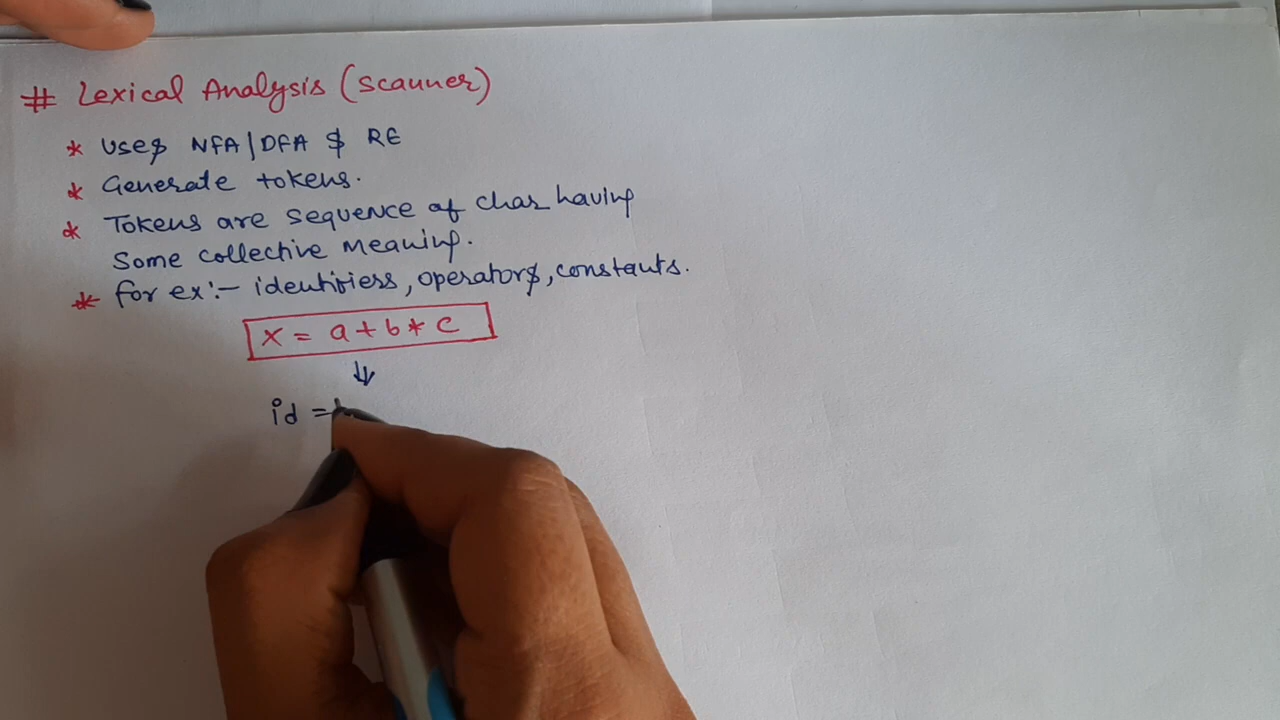 # Lexical Analysis (Scanner)
* Uses NFA/DFA & RE
* Generate tokens.
* Tokens are sequence of char having
Some collective Meaning.
* for ex:- identifiers, operators, constants.
X = a + b * c
↓
id =